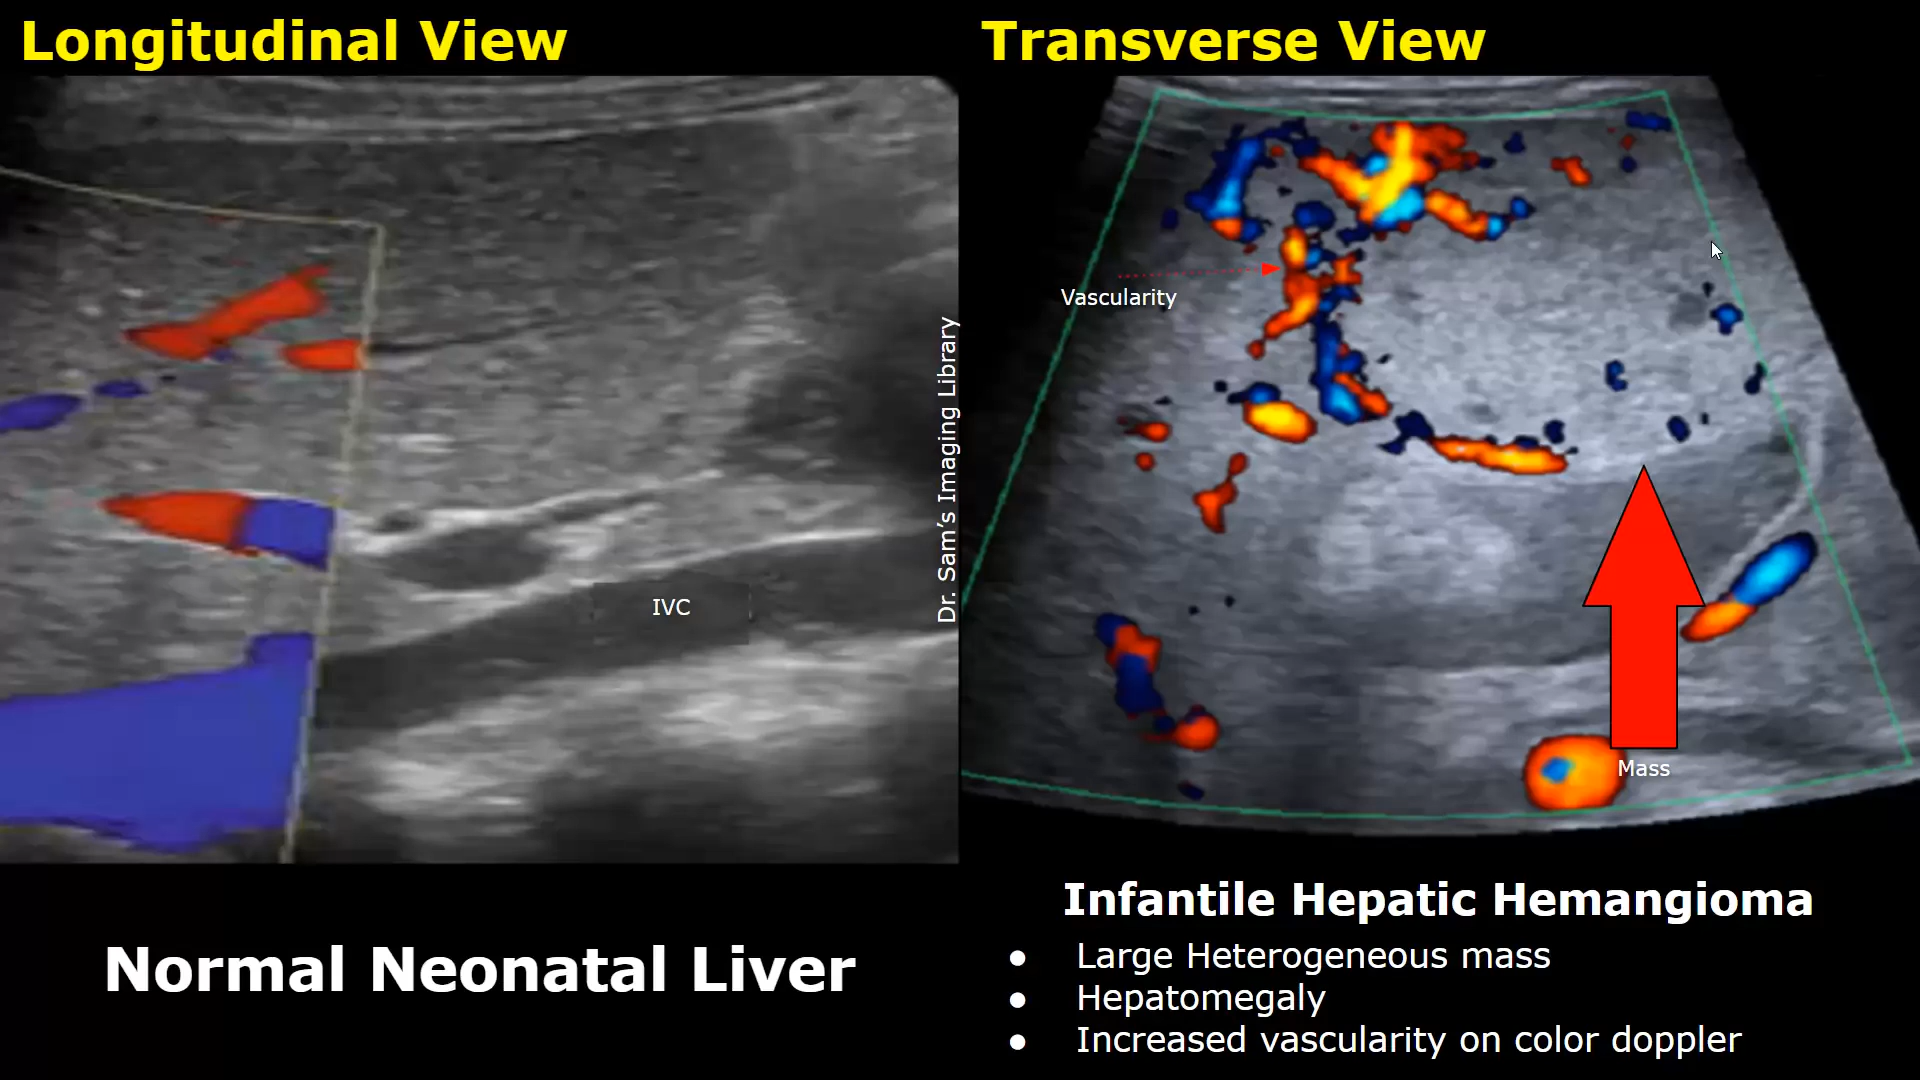 Longitudinal View
Transverse View
Vascularity
Dr. Sam's Imaging Library
IVC
Mass
Normal Neonatal Liver
Infantile Hepatic Hemangioma
● Large Heterogeneous mass
● Hepatomegaly
● Increased vascularity on color doppler